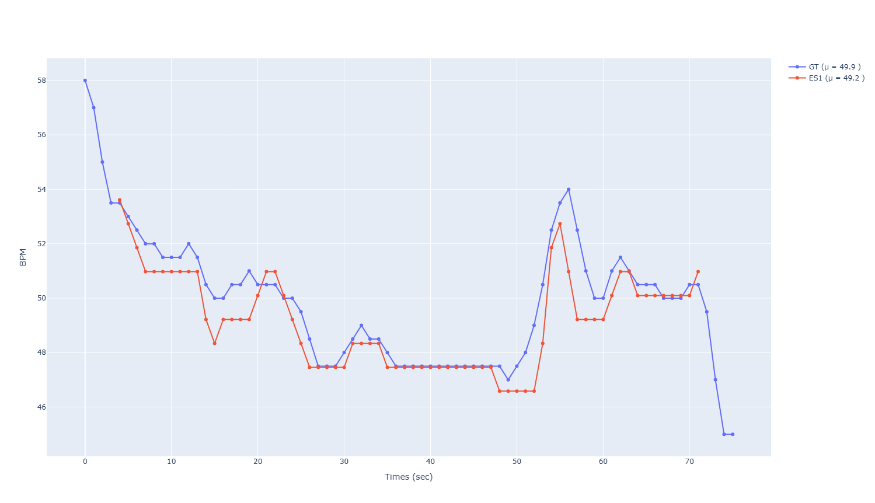 GT (μ = 49.9 )
ES1 (μ = 49.2 )
58
56
54
52
50
48
46
BPM
0 10 20 30 40 50 60 70
Times (sec)